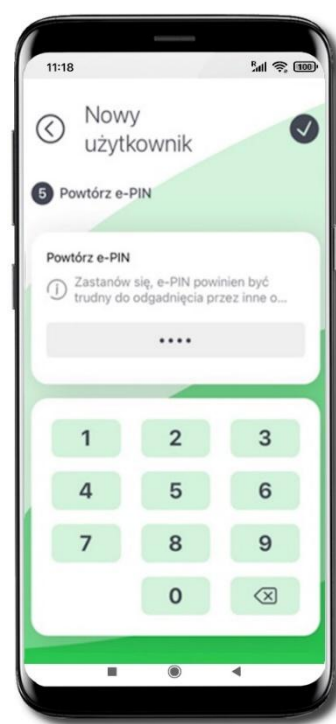 11:18
R
100
Nowy
użytkownik
5 Powtórz e-PIN
Powtórz e-PIN
Zastanów się, e-PIN powinien być
trudny do odgadnięcia przez inne o...
••••
1 2 3
4 5 6
7 8 9
0